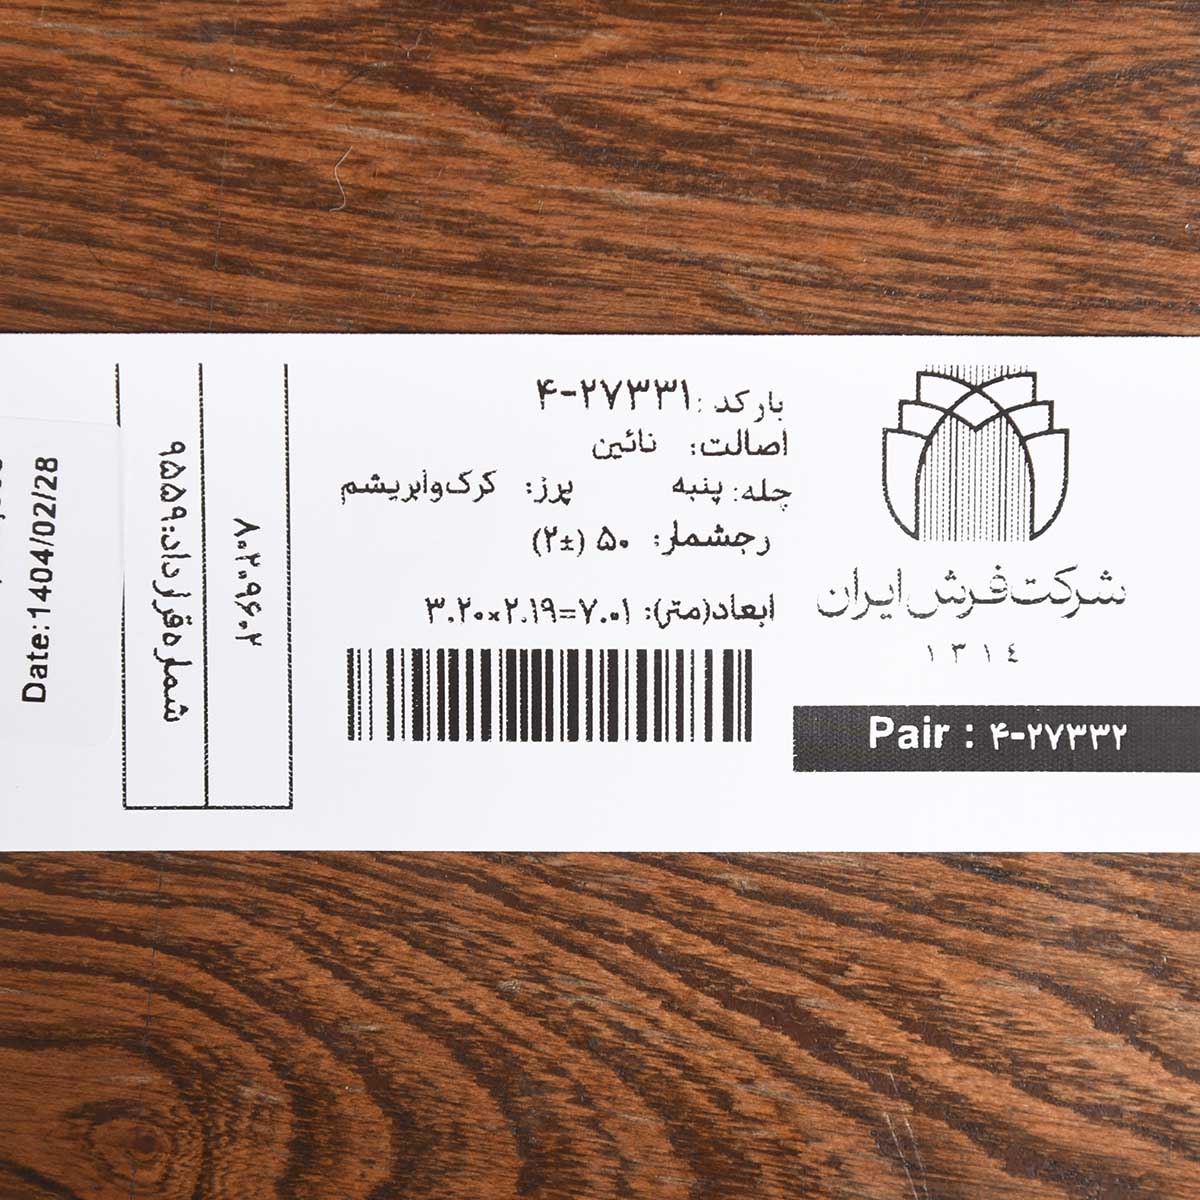 شرکت فرش ایران
۱۳۱٤
Pair : ۴-۲۷۳۳۲
بارکد: ۴-۲۷۳۳۱
اصالت: نائین
چله: پنبه پرز: کرک وابریشم
رجشمار: ۵۰ (±۲)
ابعاد(متر): ۳.۲۰×۲.۱۹=۷.۰۱
۸۰۲۰۹۶۰۲
شماره قرارداد: ۹۵۵۹
Date:1404/02/28